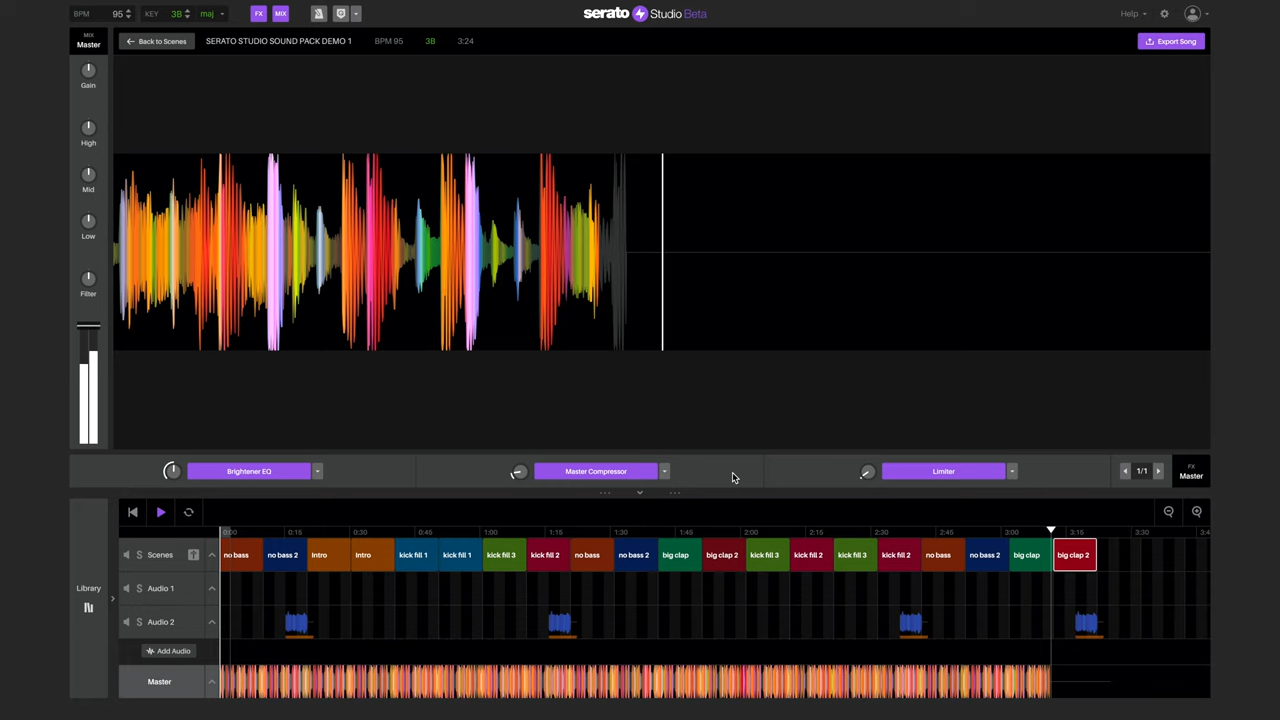 BPM 95 KEY 3B maj FX MIX serato Studio Beta Help
MIX
Master
Back to Scenes SERATO STUDIO SOUND PACK DEMO 1 BPM 95 3B 3:24 Export Song
Gain
High
Mid
Low
Filter
Brightener EQ Master Compressor Limiter 1/1 FX
Master
0:00 0:15 0:30 0:45 1:00 1:15 1:30 1:45 2:00 2:15 2:30 2:45 3:00 3:15 3:30 3:4
S Scenes no bass no bass 2 Intro Intro kick fill 1 kick fill 1 kick fill 3 kick fill 2 no bass no bass 2 big clap big clap 2 kick fill 3 kick fill 2 kick fill 3 kick fill 2 no bass no bass 2 big clap big clap 2
Library
S Audio 1
S Audio 2
Add Audio
Master